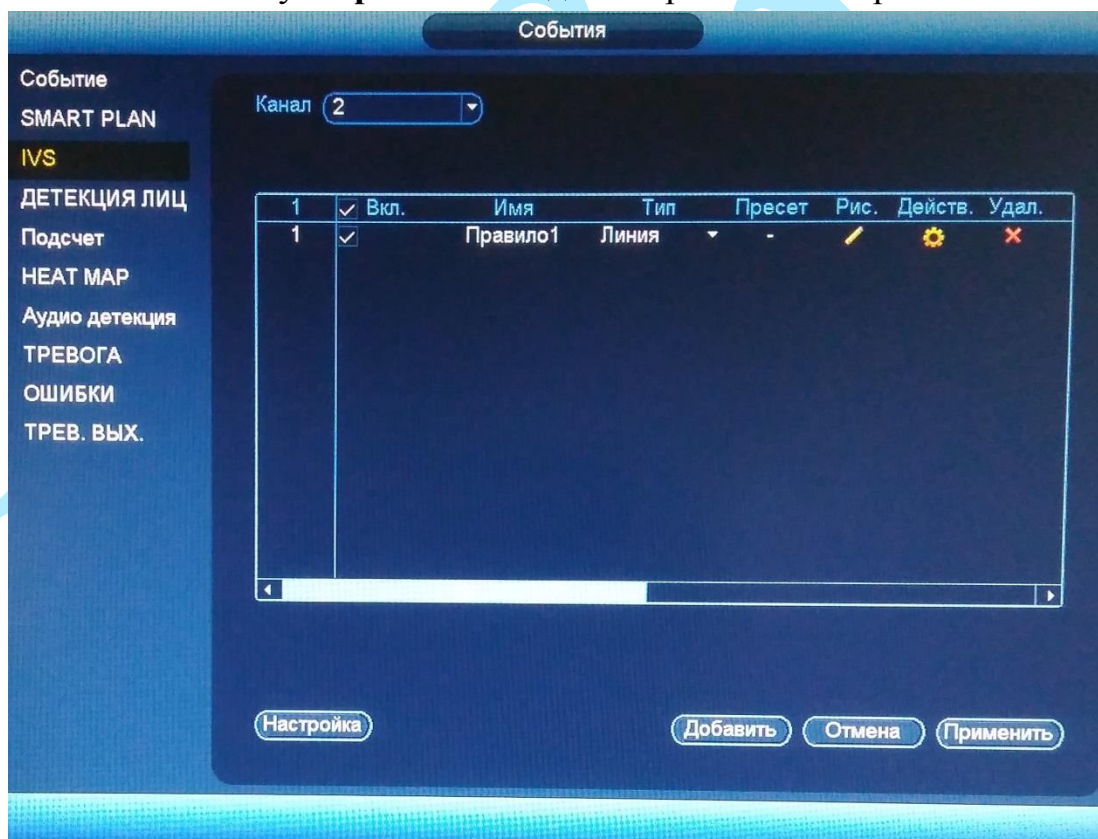 События
Событие
SMART PLAN
IVS
ДЕТЕКЦИЯ ЛИЦ
Подсчет
HEAT MAP
Аудио детекция
ТРЕВОГА
ОШИБКИ
ТРЕВ. ВЫХ.
Канал 2
1 Вкл. Имя Тип Пресет Рис. Действ. Удал.
1 Правило1 Линия -
Настройка Добавить Отмена Применить